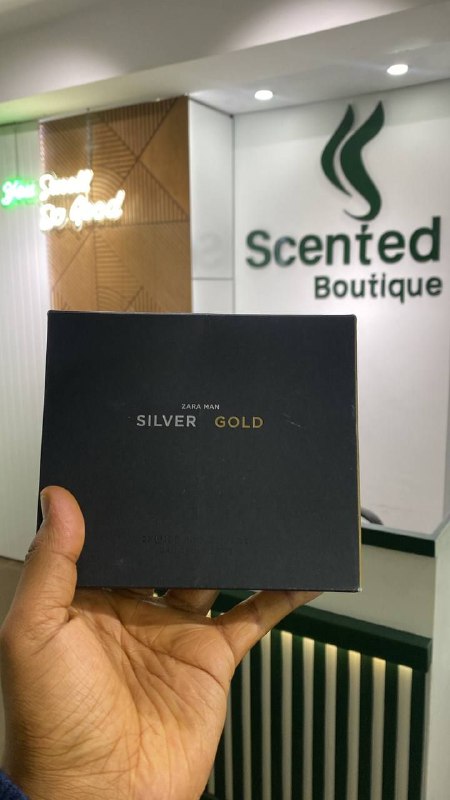 You Smell
So Good
Scented
Boutique
ZARA MAN
SILVER GOLD